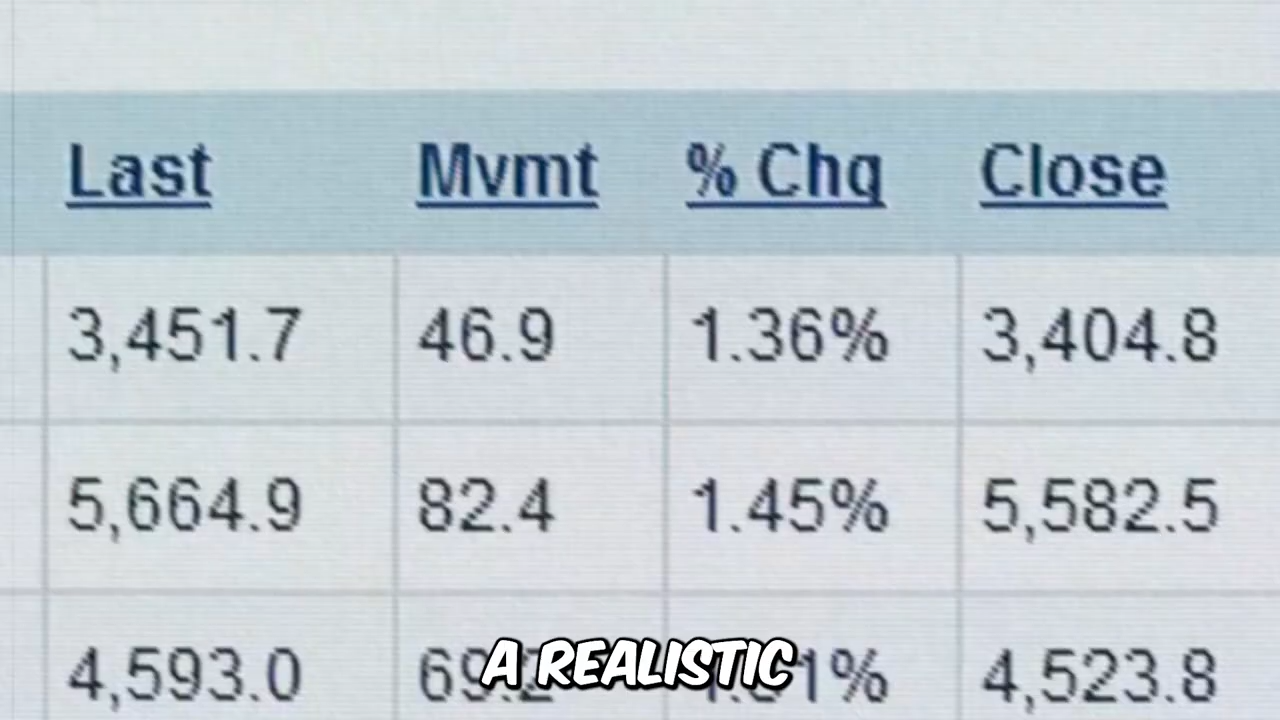 Last Mvmt % Chg Close
3,451.7 46.9 1.36% 3,404.8
5,664.9 82.4 1.45% 5,582.5
4,593.0 4,523.8
A REALISTIC